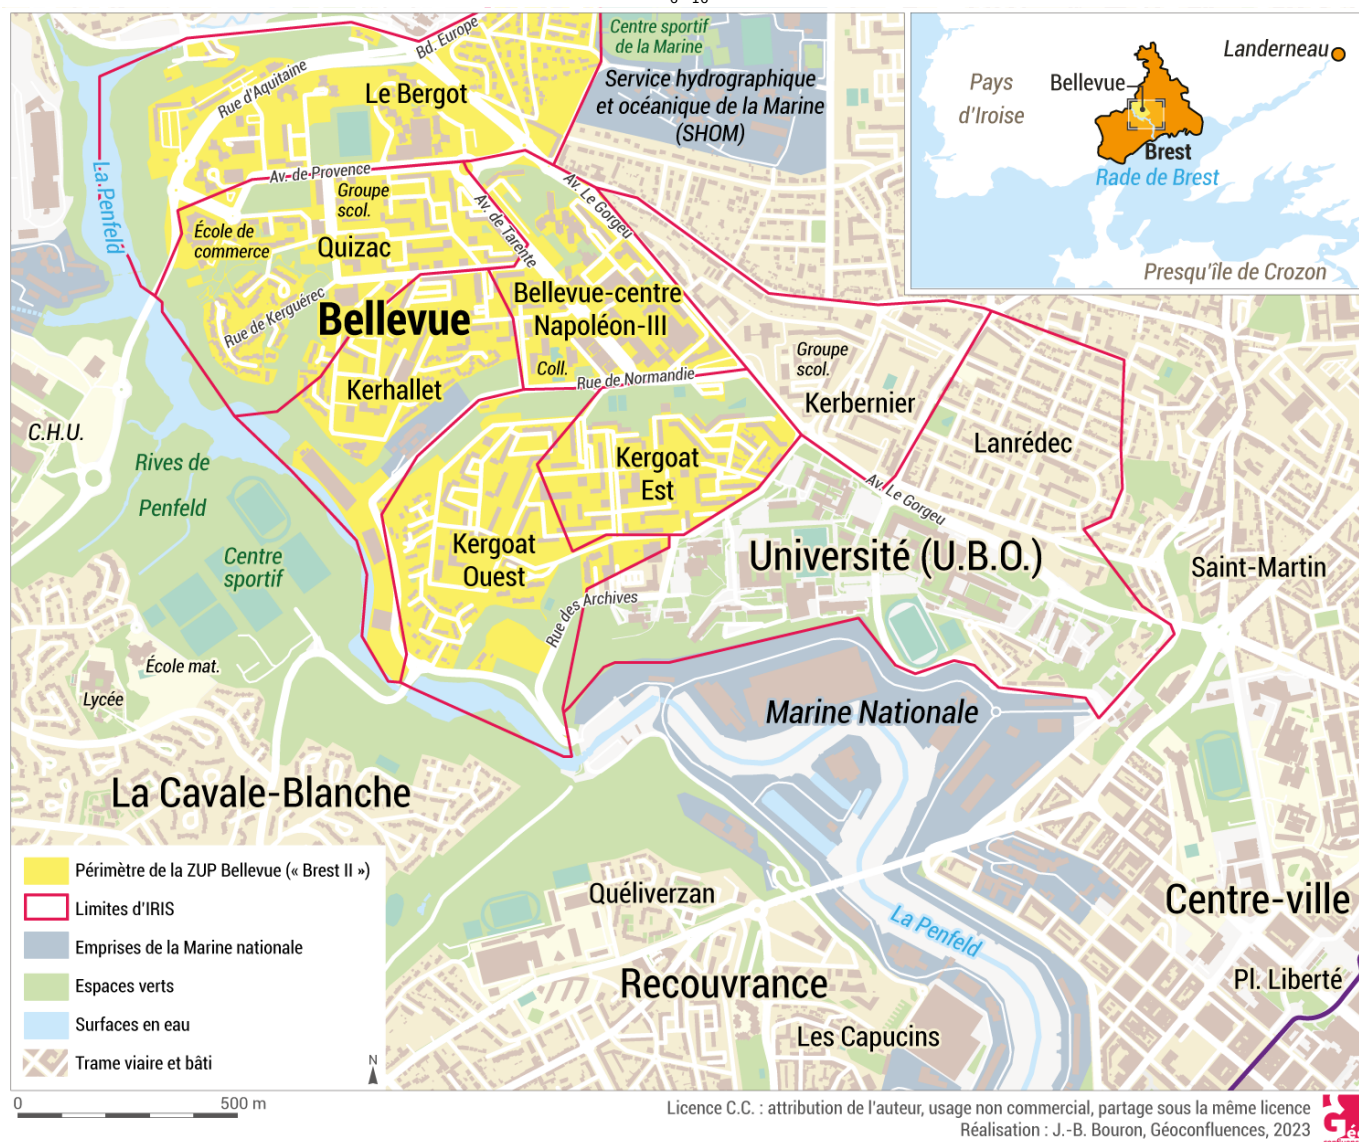 Centre sportif
de la Marine
Bd. Europe
Service hydrographique
et océanique de la Marine
(SHOM)
Landerneau
Pays
d'Iroise
Bellevue
Brest
Rade de Brest
Presqu'île de Crozon
Rue d'Aquitaine
Le Bergot
La Penfeld
Av. de Provence
Groupe
scol.
Av. de Tarente
Av. Le Gorgeu
École de
commerce
Quizac
Rue de Kerguérec
Bellevue
Bellevue-centre
Napoléon-III
Coll.
Rue de Normandie
Kerhallet
Groupe
scol.
Kerbernier
Lanrédec
C.H.U.
Rives de
Penfeld
Kergoat
Est
Av. Le Gorgeu
Centre
sportif
Kergoat
Ouest
Université (U.B.O.)
Saint-Martin
Rue des Archives
École mat.
Lycée
Marine Nationale
La Cavale-Blanche
Quéliverzan
La Penfeld
Centre-ville
Recouvrance
Pl. Liberté
Les Capucins
Périmètre de la ZUP Bellevue (« Brest II »)
Limites d'IRIS
Emprises de la Marine nationale
Espaces verts
Surfaces en eau
Trame viaire et bâti
N
0 500 m
Licence C.C. : attribution de l'auteur, usage non commercial, partage sous la même licence
Réalisation : J.-B. Bouron, Géoconfluences, 2023